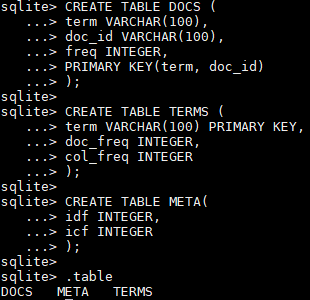 sqlite> CREATE TABLE DOCS (
   ...> term VARCHAR(100),
   ...> doc_id VARCHAR(100),
   ...> freq INTEGER,
   ...> PRIMARY KEY(term, doc_id)
   ...> );
sqlite>
sqlite> CREATE TABLE TERMS (
   ...> term VARCHAR(100) PRIMARY KEY,
   ...> doc_freq INTEGER,
   ...> col_freq INTEGER
   ...> );
sqlite>
sqlite> CREATE TABLE META(
   ...> idf INTEGER,
   ...> icf INTEGER
   ...> );
sqlite>
sqlite> .table
DOCS   META   TERMS